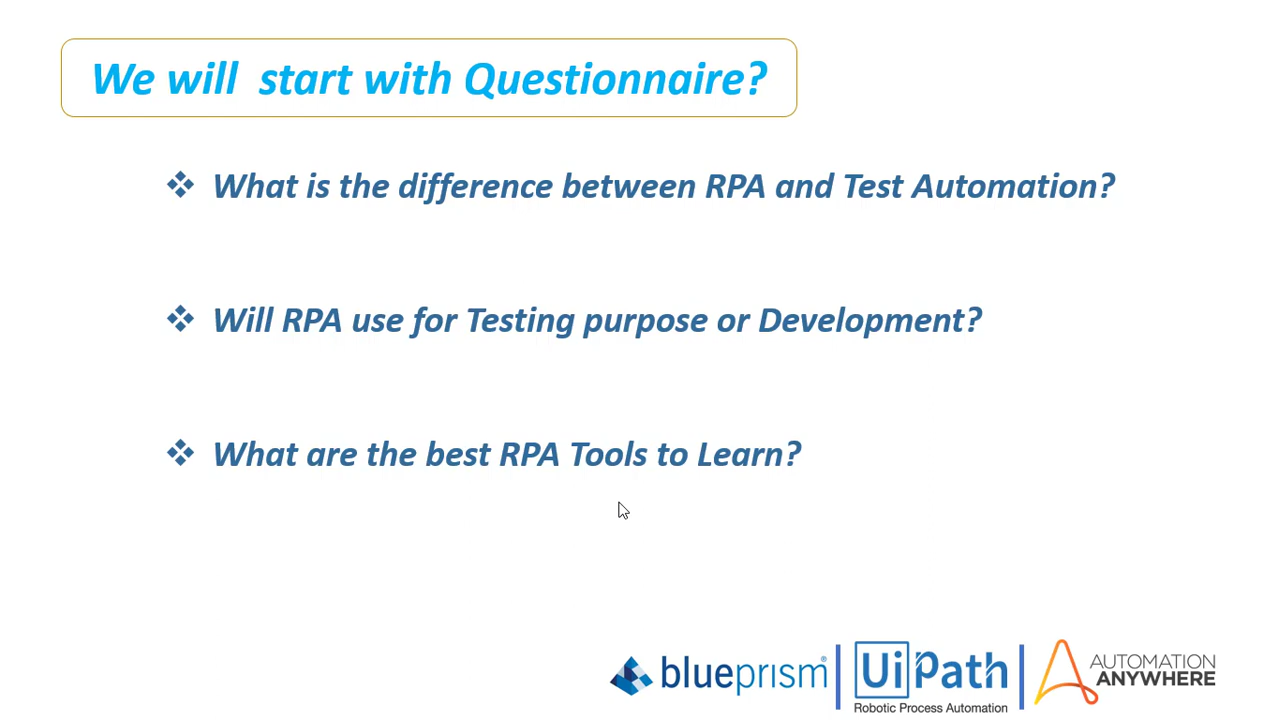 We will start with Questionnaire?
❖ What is the difference between RPA and Test Automation?
❖ Will RPA use for Testing purpose or Development?
❖ What are the best RPA Tools to Learn?
blueprism®
UiPath
Robotic Process Automation
AUTOMATION
ANYWHERE